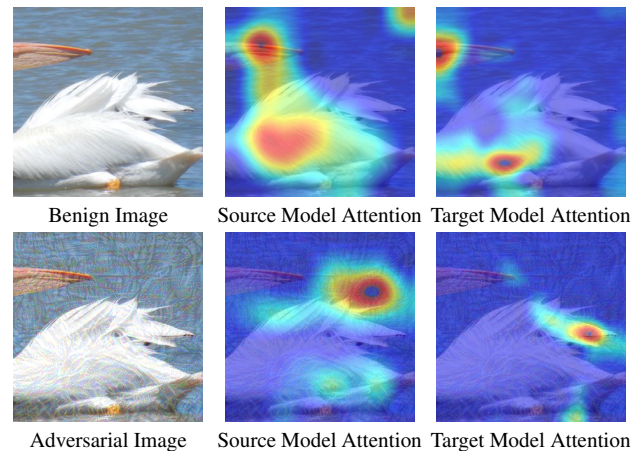 Benign Image Source Model Attention Target Model Attention
Adversarial Image Source Model Attention Target Model Attention